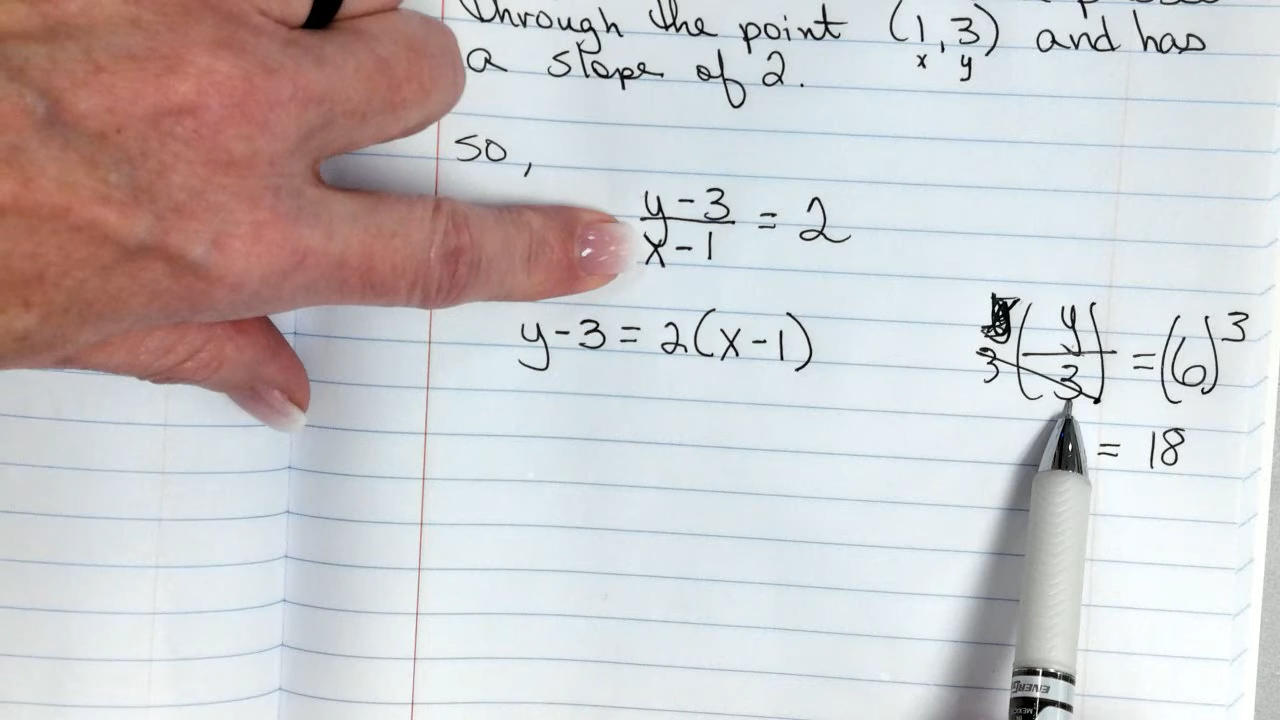 through the point (1, 3) and has
x y
a slope of 2.
so,
y - 3 / x - 1 = 2
y - 3 = 2(x - 1)
3 (y / 3) = (6)3
= 18
MEXICO